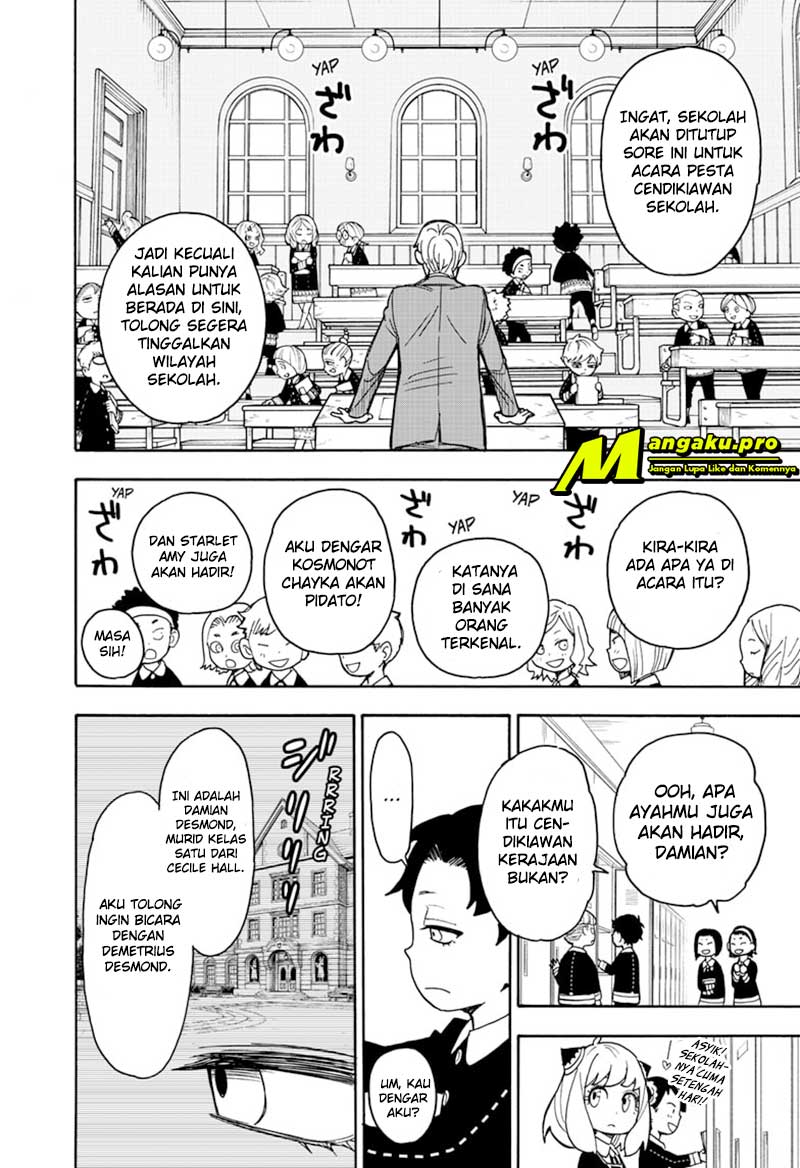 YAP
ざわ
YAP
ざわ
INGAT, SEKOLAH
AKAN DITUTUP
SORE INI UNTUK
ACARA PESTA
CENDIKIAWAN
SEKOLAH.
JADI KECUALI
KALIAN PUNYA
ALASAN UNTUK
BERADA DI SINI,
TOLONG SEGERA
TINGGALKAN
WILAYAH
SEKOLAH.
Mangaku.pro
Jangan Lupa Like dan Komennya
KIRA-KIRA
ADA APA YA DI
ACARA ITU?
YAP
ざわ
KATANYA
DI SANA
BANYAK
ORANG
TERKENAL.
YAP
ざわ
AKU DENGAR
KOSMONOT
CHAYKA AKAN
PIDATO!
DAN STARLET
AMY JUGA
AKAN HADIR!
MASA
SIH!
YAP
ざわ
OOH, APA
AYAHMU JUGA
AKAN HADIR,
DAMIAN?
KAKAKMU
ITU CEN-
DIKIAWAN
KERAJAAN
BUKAN?
ASYIK!
SEKOLAH-
NYA CUMA
SETENGAH
HARI!
...
UM, KAU
DENGAR
AKU?
ジリリリ
RRRING
INI ADALAH
DAMIAN
DESMOND,
MURID KELAS
SATU DARI
CECILE HALL.
AKU TOLONG
INGIN BICARA
DENGAN
DEMETRIUS
DESMOND.